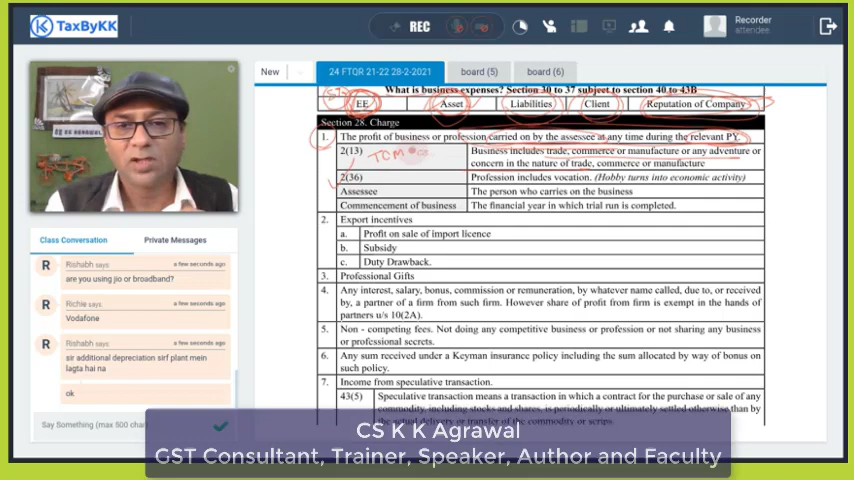 TaxByKK
REC
Recorder
attendee
New
24 FTQR 21-22 28-2-2021
board (5)
board (6)
What is business expenses? Section 30 to 37 subject to section 40 to 43B
EE
Asset
Liabilities
Client
Reputation of Company
Section 28. Charge
1. The profit of business or profession carried on by the assessee at any time during the relevant PY.
2(13) Business includes trade, commerce or manufacture or any adventure or
concern in the nature of trade, commerce or manufacture
2(36) Profession includes vocation. (Hobby turns into economic activity)
Assessee The person who carries on the business
Commencement of business The financial year in which trial run is completed.
2. Export incentives
a. Profit on sale of import licence
b. Subsidy
c. Duty Drawback.
3. Professional Gifts
4. Any interest, salary, bonus, commission or remuneration, by whatever name called, due to, or received
by, a partner of a firm from such firm. However share of profit from firm is exempt in the hands of
partners u/s 10(2A).
5. Non - competing fees. Not doing any competitive business or profession or not sharing any business
or professional secrets.
6. Any sum received under a Keyman insurance policy including the sum allocated by way of bonus on
such policy.
7. Income from speculative transaction.
43(5) Speculative transaction means a transaction in which a contract for the purchase or sale of any
commodity, including stocks and shares, is periodically or ultimately settled otherwise than by
the actual delivery or transfer of the commodity or scrips
Class Conversation
Private Messages
R
Rishabh says:
a few seconds ago
are you using jio or broadband?
R
Richie says:
a few seconds ago
Vodafone
R
Rishabh says:
a few seconds ago
sir additional depreciation sirf plant mein
lagta hai na
ok
Say Something (max 500 char
CS K K Agrawal
GST Consultant, Trainer, Speaker, Author and Faculty